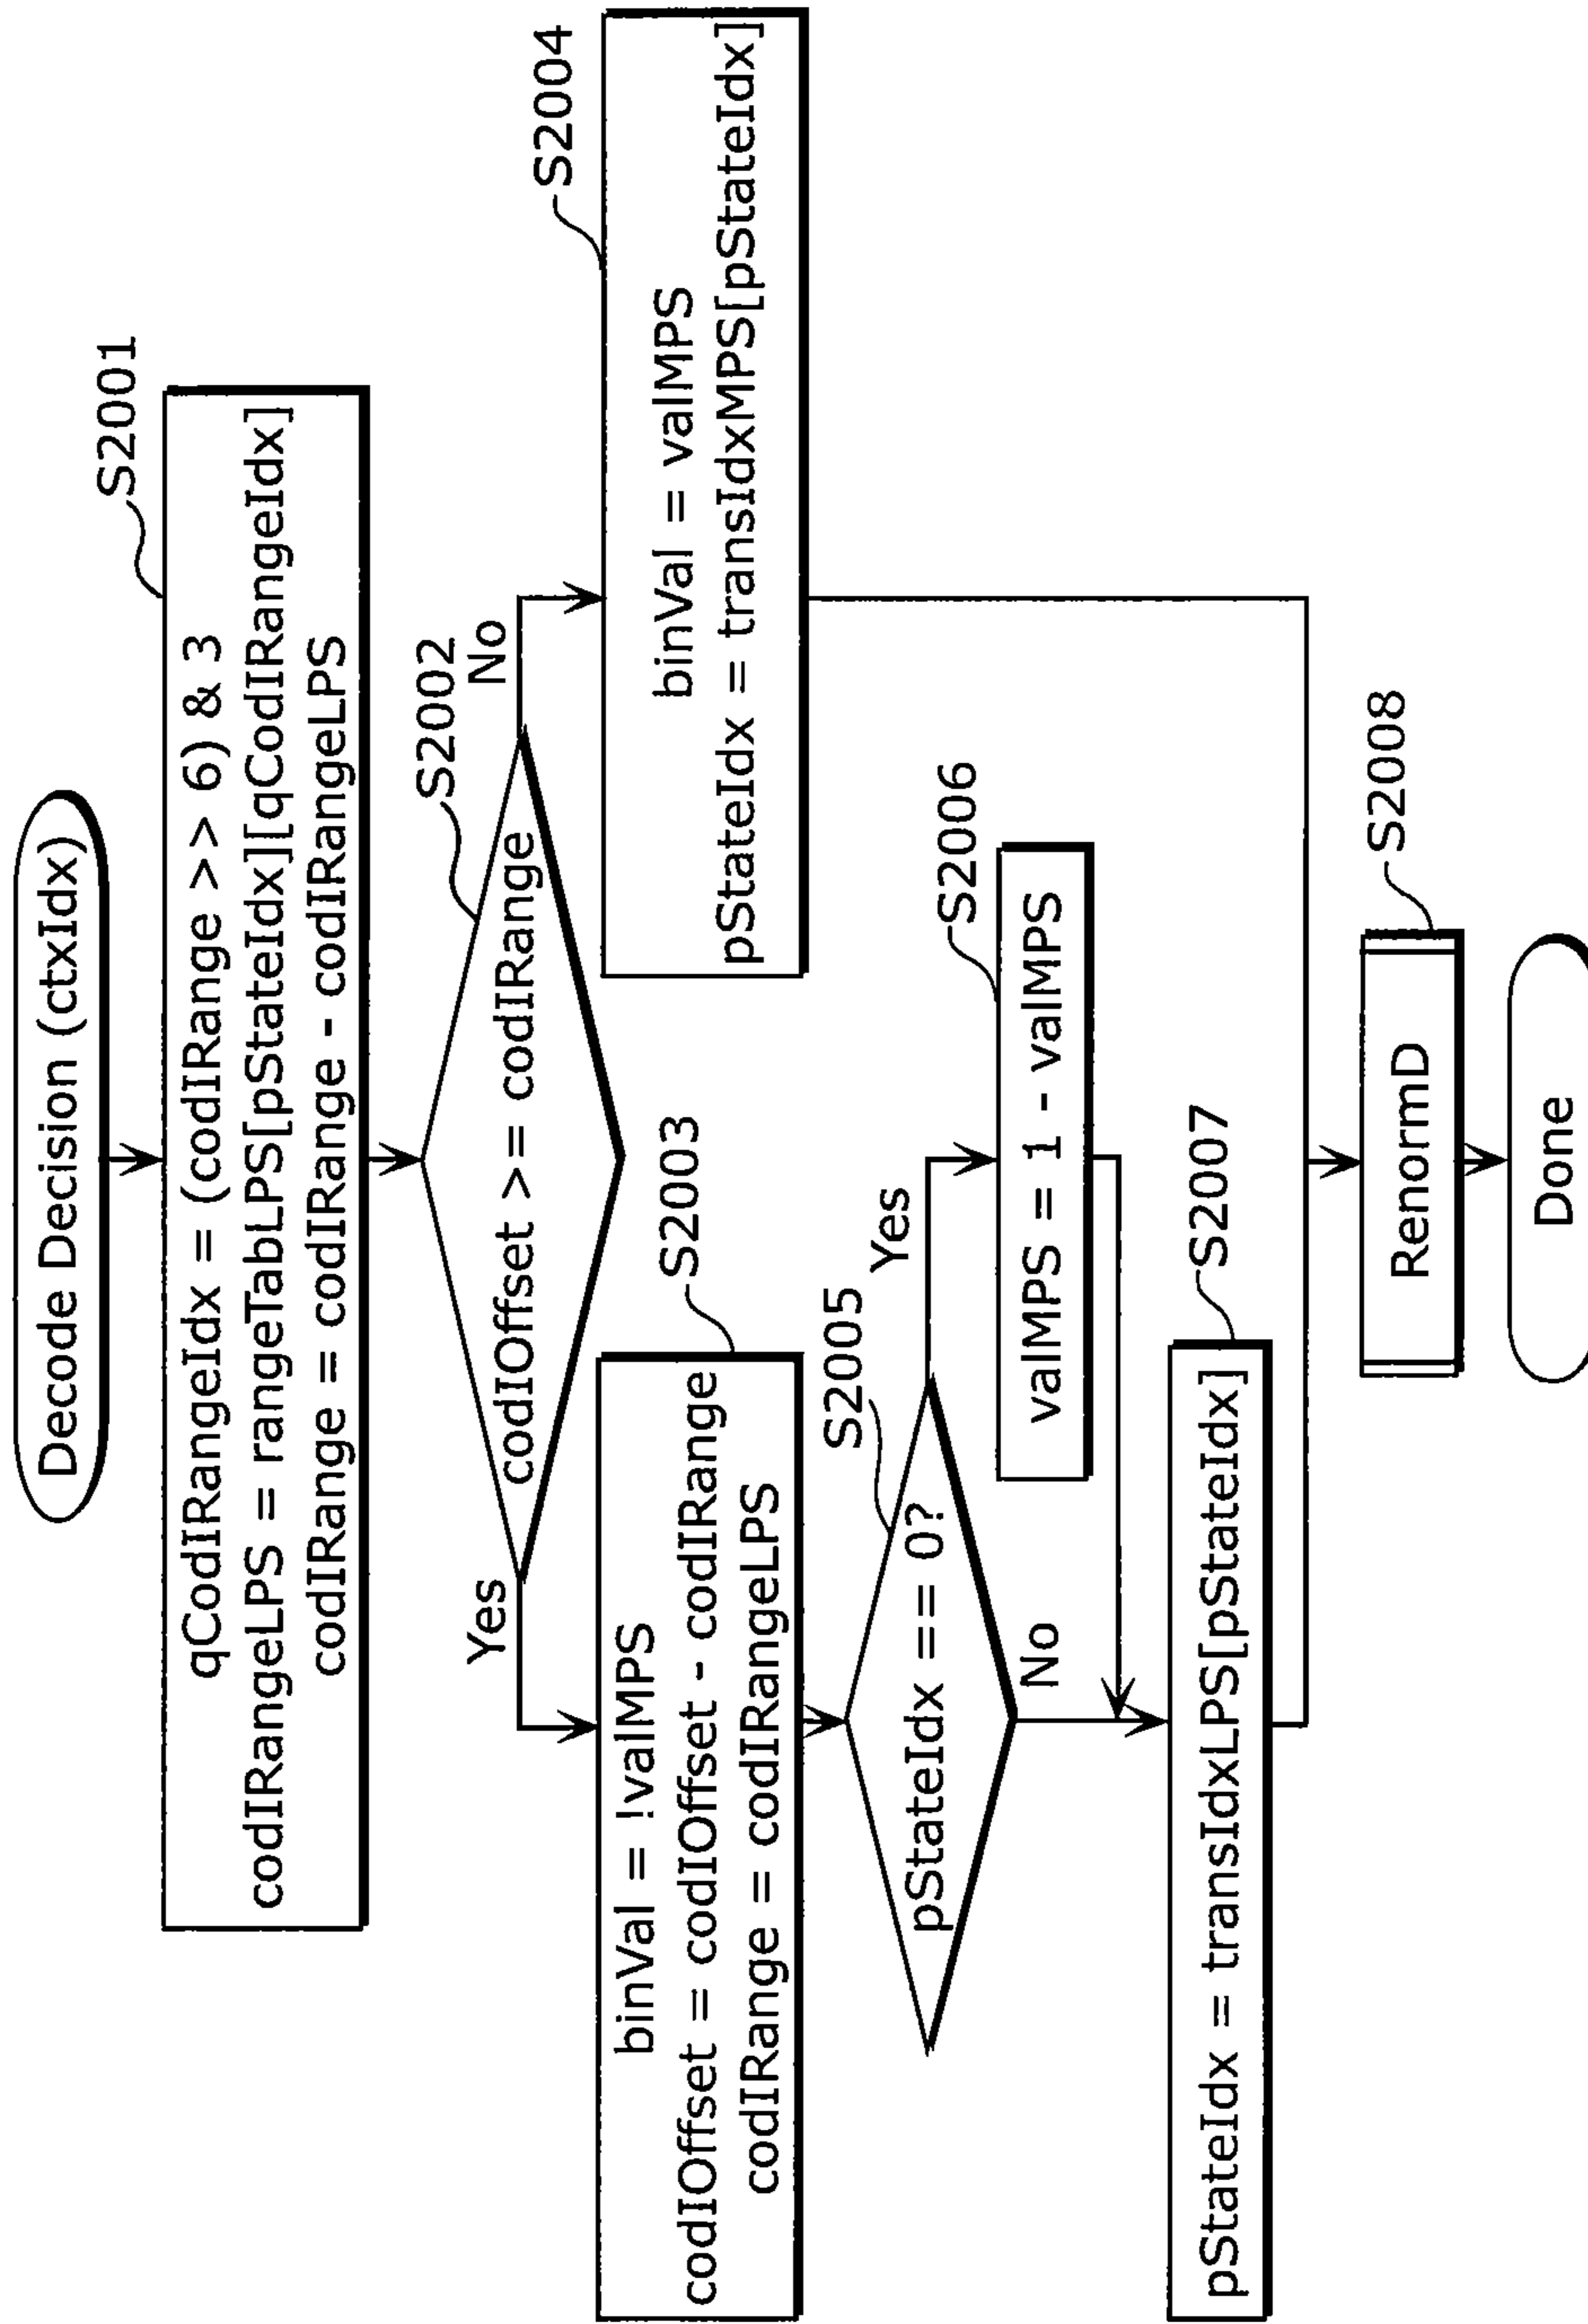 Decode Decision (ctxIdx)
S2001
qCodIRangeIdx = (codIRange >> 6) & 3
codIRangeLPS = rangeTabLPS[pStateIdx][qCodIRangeIdx]
codIRange = codIRange - codIRangeLPS
S2002
codIOffset >= codIRange
Yes
No
S2003
binVal = !valMPS
codIOffset = codIOffset - codIRange
codIRange = codIRangeLPS
S2004
binVal = valMPS
pStateIdx = transIdxMPS[pStateIdx]
S2005
pStateIdx == 0?
Yes
No
S2006
valMPS = 1 - valMPS
S2007
pStateIdx = transIdxLPS[pStateIdx]
S2008
RenormD
Done